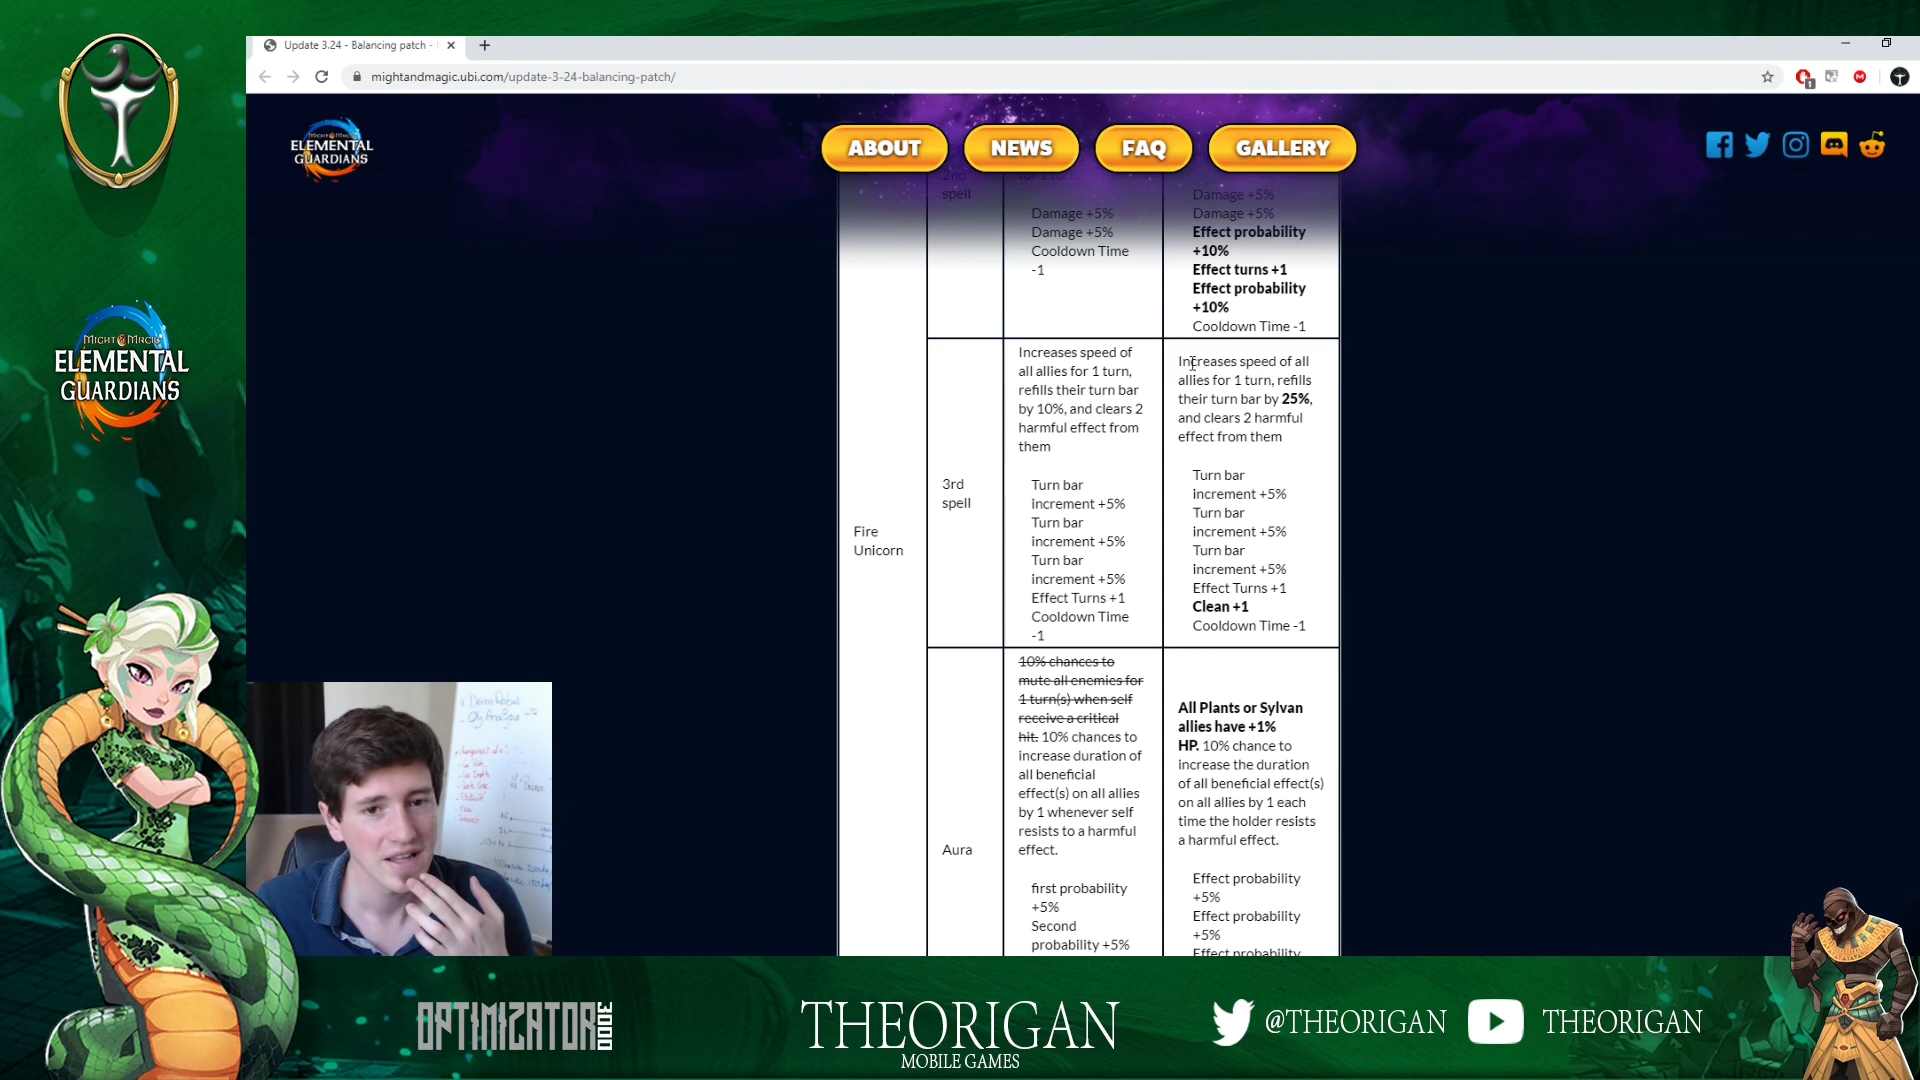 Update 3.24 - Balancing patch -
mightandmagic.ubi.com/update-3-24-balancing-patch/
MIGHT & MAGIC
ELEMENTAL
GUARDIANS
ABOUT
NEWS
FAQ
GALLERY
2nd
spell
for 1 turn.
Damage +5%
Damage +5%
Cooldown Time
-1
Damage +5%
Damage +5%
Effect probability
+10%
Effect turns +1
Effect probability
+10%
Cooldown Time -1
Fire
Unicorn
3rd
spell
Increases speed of
all allies for 1 turn,
refills their turn bar
by 10%, and clears 2
harmful effect from
them
Turn bar
increment +5%
Turn bar
increment +5%
Turn bar
increment +5%
Effect Turns +1
Cooldown Time
-1
Increases speed of all
allies for 1 turn, refills
their turn bar by 25%,
and clears 2 harmful
effect from them
Turn bar
increment +5%
Turn bar
increment +5%
Turn bar
increment +5%
Effect Turns +1
Clean +1
Cooldown Time -1
Aura
10% chances to
mute all enemies for
1 turn(s) when self
receive a critical
hit. 10% chances to
increase duration of
all beneficial
effect(s) on all allies
by 1 whenever self
resists to a harmful
effect.
first probability
+5%
Second
probability +5%
All Plants or Sylvan
allies have +1%
HP. 10% chance to
increase the duration
of all beneficial effect(s)
on all allies by 1 each
time the holder resists
a harmful effect.
Effect probability
+5%
Effect probability
+5%
Effect probability
MIGHT & MAGIC
ELEMENTAL
GUARDIANS
OPTIMIZATOR
3000
THEORIGAN
MOBILE GAMES
@THEORIGAN
THEORIGAN